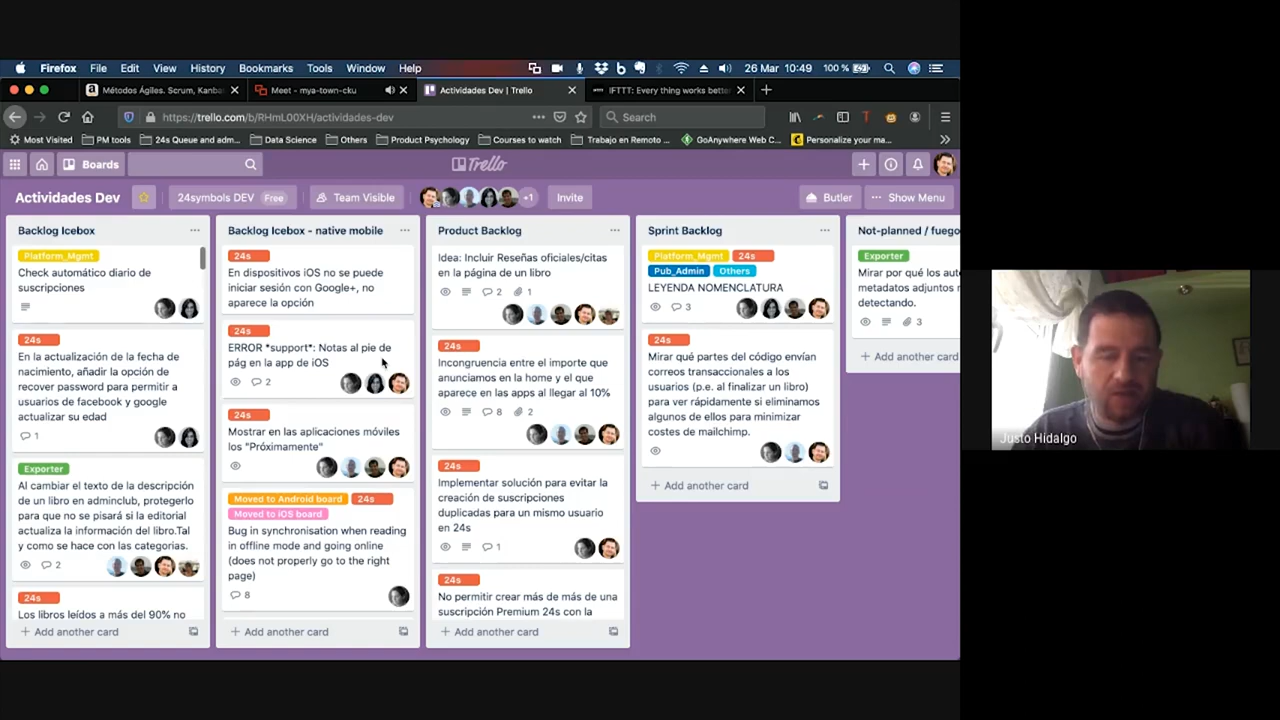 Firefox File Edit View History Bookmarks Tools Window Help
26 Mar 10:49 100 %
Métodos Ágiles. Scrum, Kanba
Meet - mya-town-cku
Actividades Dev | Trello
IFTTT: Everything works better
https://trello.com/b/RHmL00XH/actividades-dev
Search
Most Visited PM tools 24s Queue and adm... Data Science Others Product Psychology Courses to watch Trabajo en Remoto ... GoAnywhere Web C... Personalize your ma...
Boards
Trello
Actividades Dev
24symbols DEV Free
Team Visible
+1
Invite
Butler
Show Menu
Backlog Icebox
Platform_Mgmt
Check automático diario de
suscripciones
24s
En la actualización de la fecha de
nacimiento, añadir la opción de
recover password para permitir a
usuarios de facebook y google
actualizar su edad
1
Exporter
Al cambiar el texto de la descripción
de un libro en adminclub, protegerlo
para que no se pisará si la editorial
actualiza la información del libro.Tal
y como se hace con las categorias.
2
24s
Los libros leídos a más del 90% no
+ Add another card
Backlog Icebox - native mobile
24s
En dispositivos iOS no se puede
iniciar sesión con Google+, no
aparece la opción
24s
ERROR *support*: Notas al pie de
pág en la app de iOS
2
24s
Mostrar en las aplicaciones móviles
los "Próximamente"
Moved to Android board 24s
Moved to iOS board
Bug in synchronisation when reading
in offline mode and going online
(does not properly go to the right
page)
8
+ Add another card
Product Backlog
Idea: Incluir Reseñas oficiales/citas
en la página de un libro
2 1
24s
Incongruencia entre el importe que
anunciamos en la home y el que
aparece en las apps al llegar al 10%
8 2
24s
Implementar solución para evitar la
creación de suscripciones
duplicadas para un mismo usuario
en 24s
1
24s
No permitir crear más de más de una
suscripción Premium 24s con la
+ Add another card
Sprint Backlog
Platform_Mgmt 24s
Pub_Admin Others
LEYENDA NOMENCLATURA
3
24s
Mirar qué partes del código envían
correos transaccionales a los
usuarios (p.e. al finalizar un libro)
para ver rápidamente si eliminamos
algunos de ellos para minimizar
costes de mailchimp.
+ Add another card
Not-planned / fuego
Exporter
Mirar por qué los aut
metadatos adjuntos n
detectando.
3
+ Add another card
Justo Hidalgo